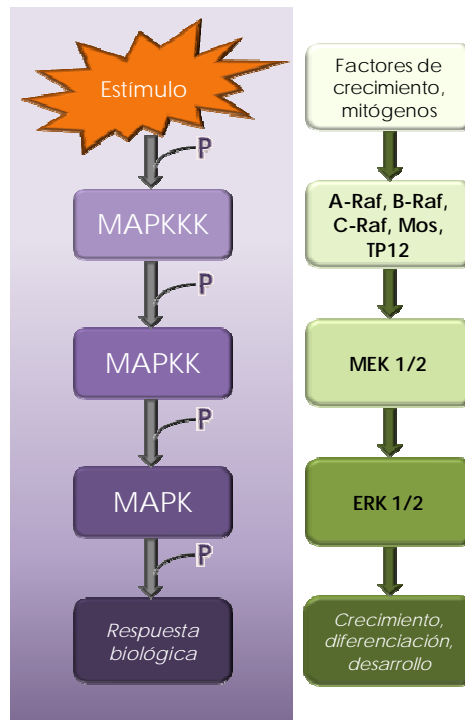 Estímulo
P
MAPKKK
P
MAPKK
P
MAPK
P
Respuesta
biológica
Factores de
crecimiento,
mitógenos
A-Raf, B-Raf,
C-Raf, Mos,
TP12
MEK 1/2
ERK 1/2
Crecimiento,
diferenciación,
desarrollo